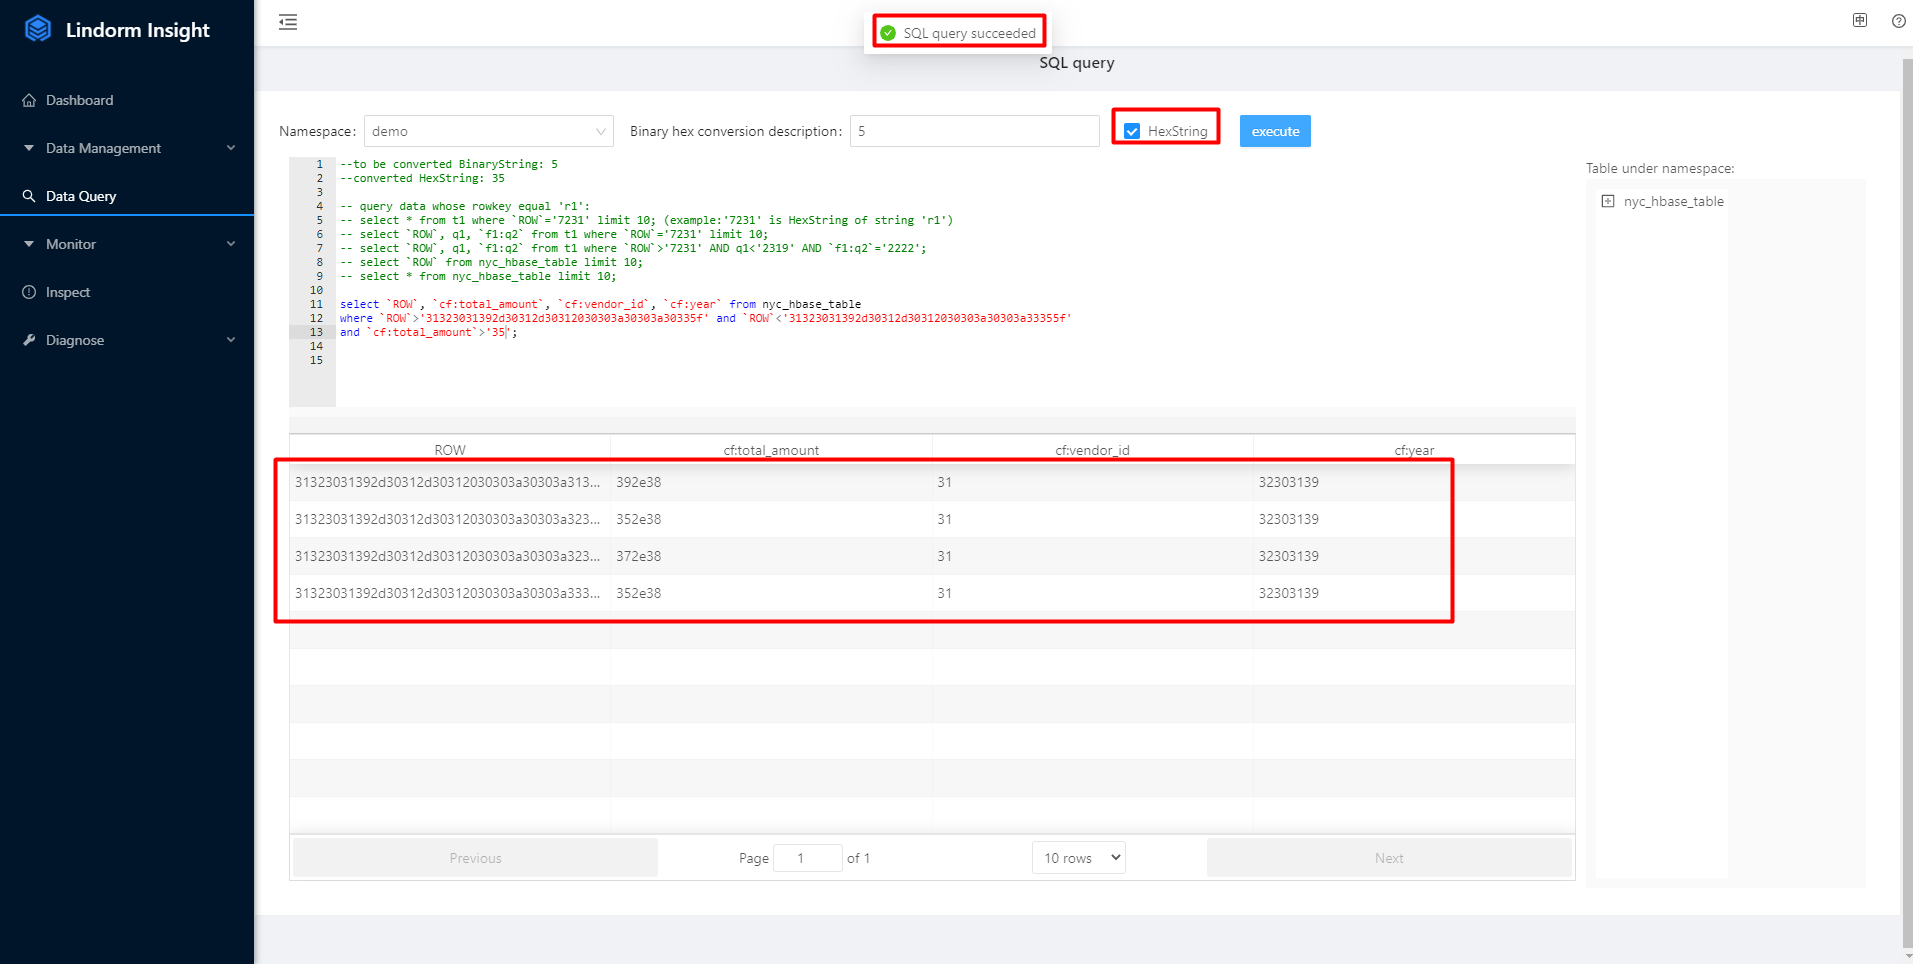 Lindorm Insight
Dashboard
Data Management
Data Query
Monitor
Inspect
Diagnose
SQL query succeeded
SQL query
Namespace: demo Binary hex conversion description: 5 HexString execute
1 --to be converted BinaryString: 5
2 --converted HexString: 35
3
4 -- query data whose rowkey equal 'r1':
5 -- select * from t1 where `ROW`='7231' limit 10; (example:'7231' is HexString of string 'r1')
6 -- select `ROW`, q1, `f1:q2` from t1 where `ROW`='7231' limit 10;
7 -- select `ROW`, q1, `f1:q2` from t1 where `ROW`>'7231' AND q1<'2319' AND `f1:q2`='2222';
8 -- select `ROW` from nyc_hbase_table limit 10;
9 -- select * from nyc_hbase_table limit 10;
10
11 select `ROW`, `cf:total_amount`, `cf:vendor_id`, `cf:year` from nyc_hbase_table
12 where `ROW`>'31323031392d30312d30312030303a30303a30335f' and `ROW`<'31323031392d30312d30312030303a30303a33355f'
13 and `cf:total_amount`>'35';
14
15
Table under namespace:
nyc_hbase_table
ROW cf:total_amount cf:vendor_id cf:year
31323031392d30312d30312030303a30303a313... 392e38 31 32303139
31323031392d30312d30312030303a30303a323... 352e38 31 32303139
31323031392d30312d30312030303a30303a323... 372e38 31 32303139
31323031392d30312d30312030303a30303a333... 352e38 31 32303139
Previous Page 1 of 1 10 rows Next